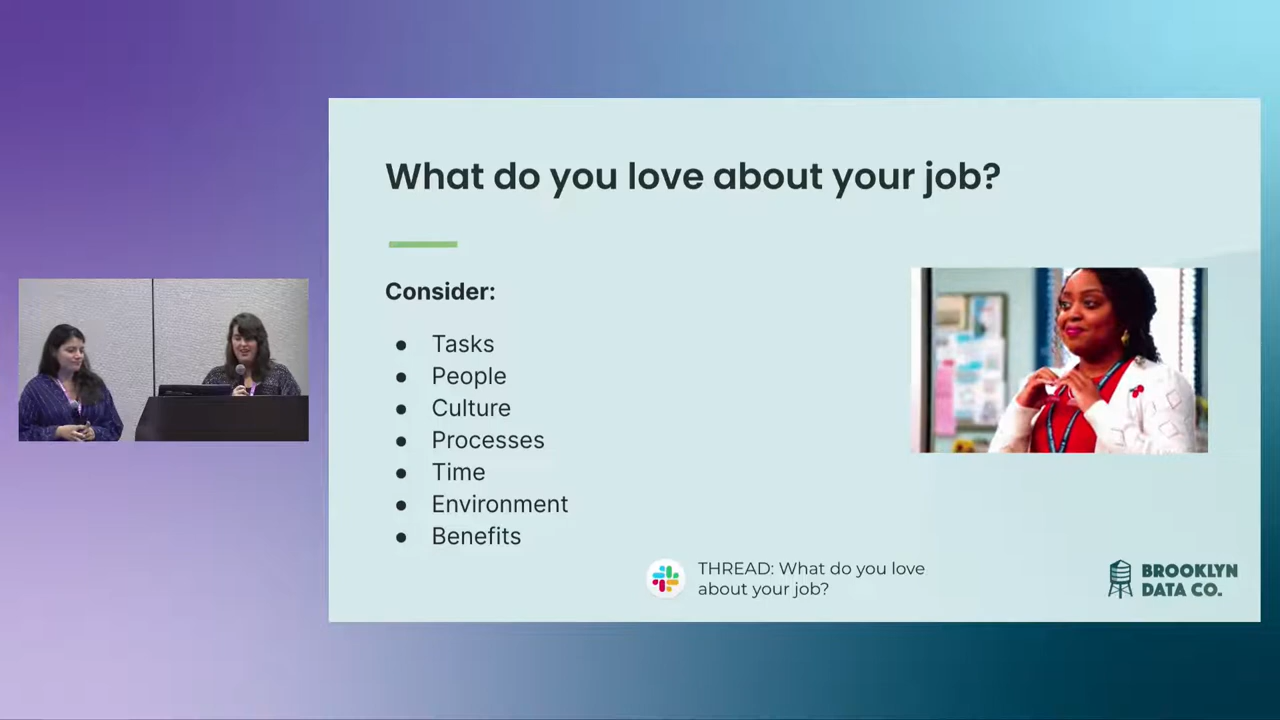 What do you love about your job?
Consider:
● Tasks
● People
● Culture
● Processes
● Time
● Environment
● Benefits
THREAD: What do you love
about your job?
BROOKLYN
DATA CO.